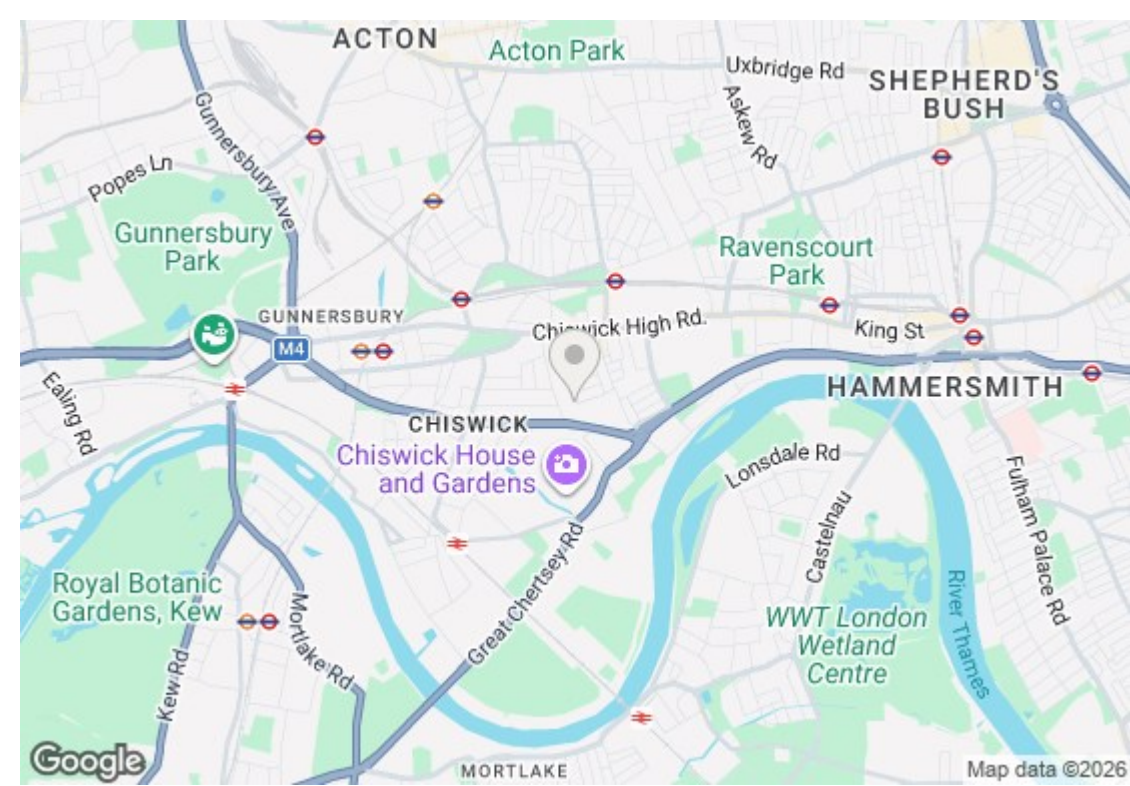 ACTON
Acton Park
Uxbridge Rd
SHEPHERD'S
BUSH
Askew Rd
Gunnersbury Ave
Popes Ln
Gunnersbury
Park
Ravenscourt
Park
GUNNERSBURY
Chiswick High Rd.
King St
M4
HAMMERSMITH
Ealing Rd
CHISWICK
Chiswick House
and Gardens
Lonsdale Rd
Fulham Palace Rd
Castelnau
Great Chertsey Rd
Royal Botanic
Gardens, Kew
Mortlake Rd
WWT London
Wetland
Centre
River Thames
Kew Rd
Google
MORTLAKE
Map data ©2026